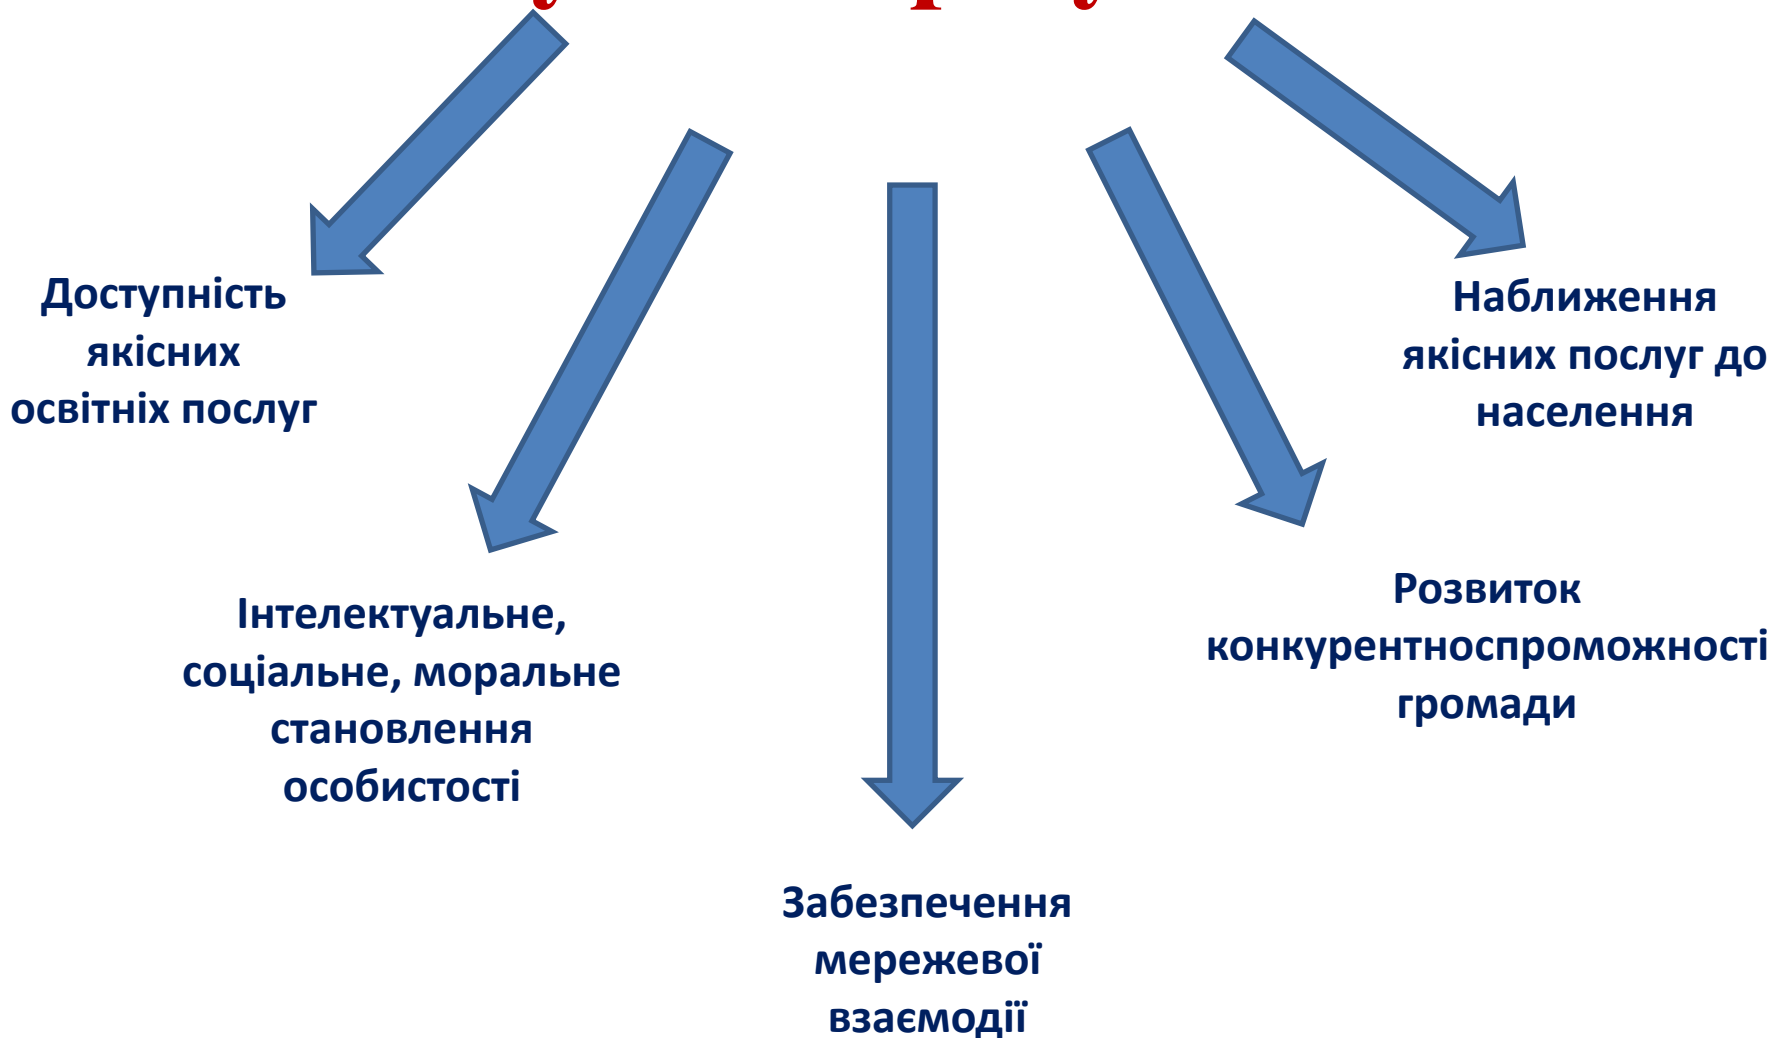 Доступність
якісних
освітніх послуг
Наближення
якісних послуг до
населення
Інтелектуальне,
соціальне, моральне
становлення
особистості
Розвиток
конкурентноспроможності
громади
Забезпечення
мережевої
взаємодії